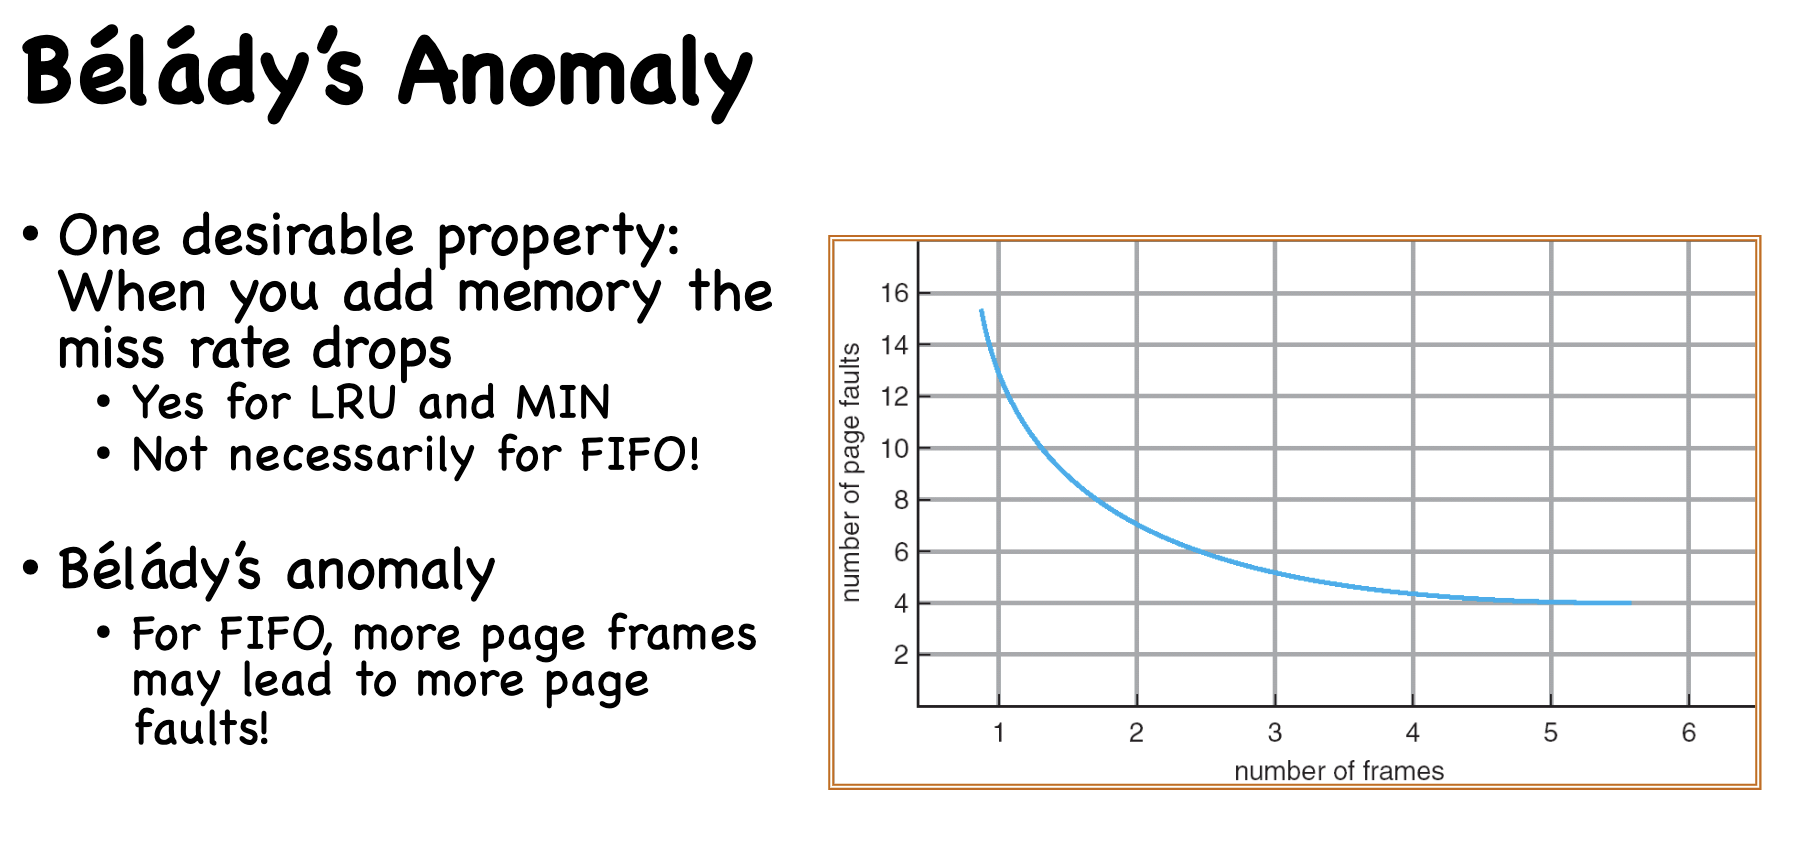 Bélády's Anomaly
• One desirable property:
When you add memory the
miss rate drops
• Yes for LRU and MIN
• Not necessarily for FIFO!
• Bélády's anomaly
• For FIFO, more page frames
may lead to more page
faults!
number of page faults
16
14
12
10
8
6
4
2
1 2 3 4 5 6
number of frames